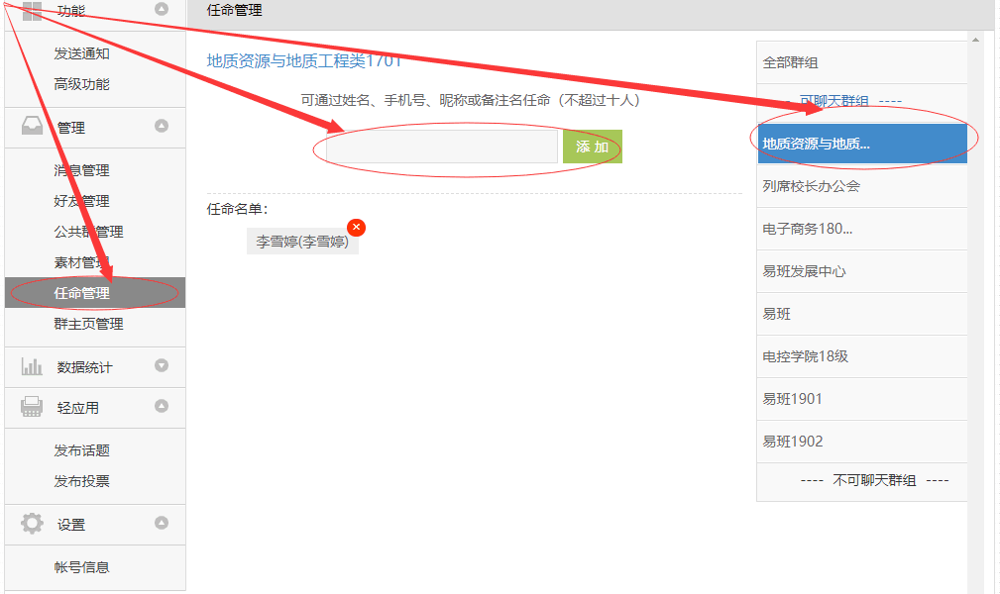 功能
发送通知
高级功能
管理
消息管理
好友管理
公共群管理
素材管理
任命管理
群主页管理
数据统计
轻应用
发布话题
发布投票
设置
帐号信息
任命管理
地质资源与地质工程类1701
可通过姓名、手机号、昵称或备注名任命（不超过十人）
添 加
任命名单：
李雪婷(李雪婷)
全部群组
---- 可聊天群组 ----
地质资源与地质...
列席校长办公会
电子商务180...
易班发展中心
易班
电控学院18级
易班1901
易班1902
---- 不可聊天群组 ----